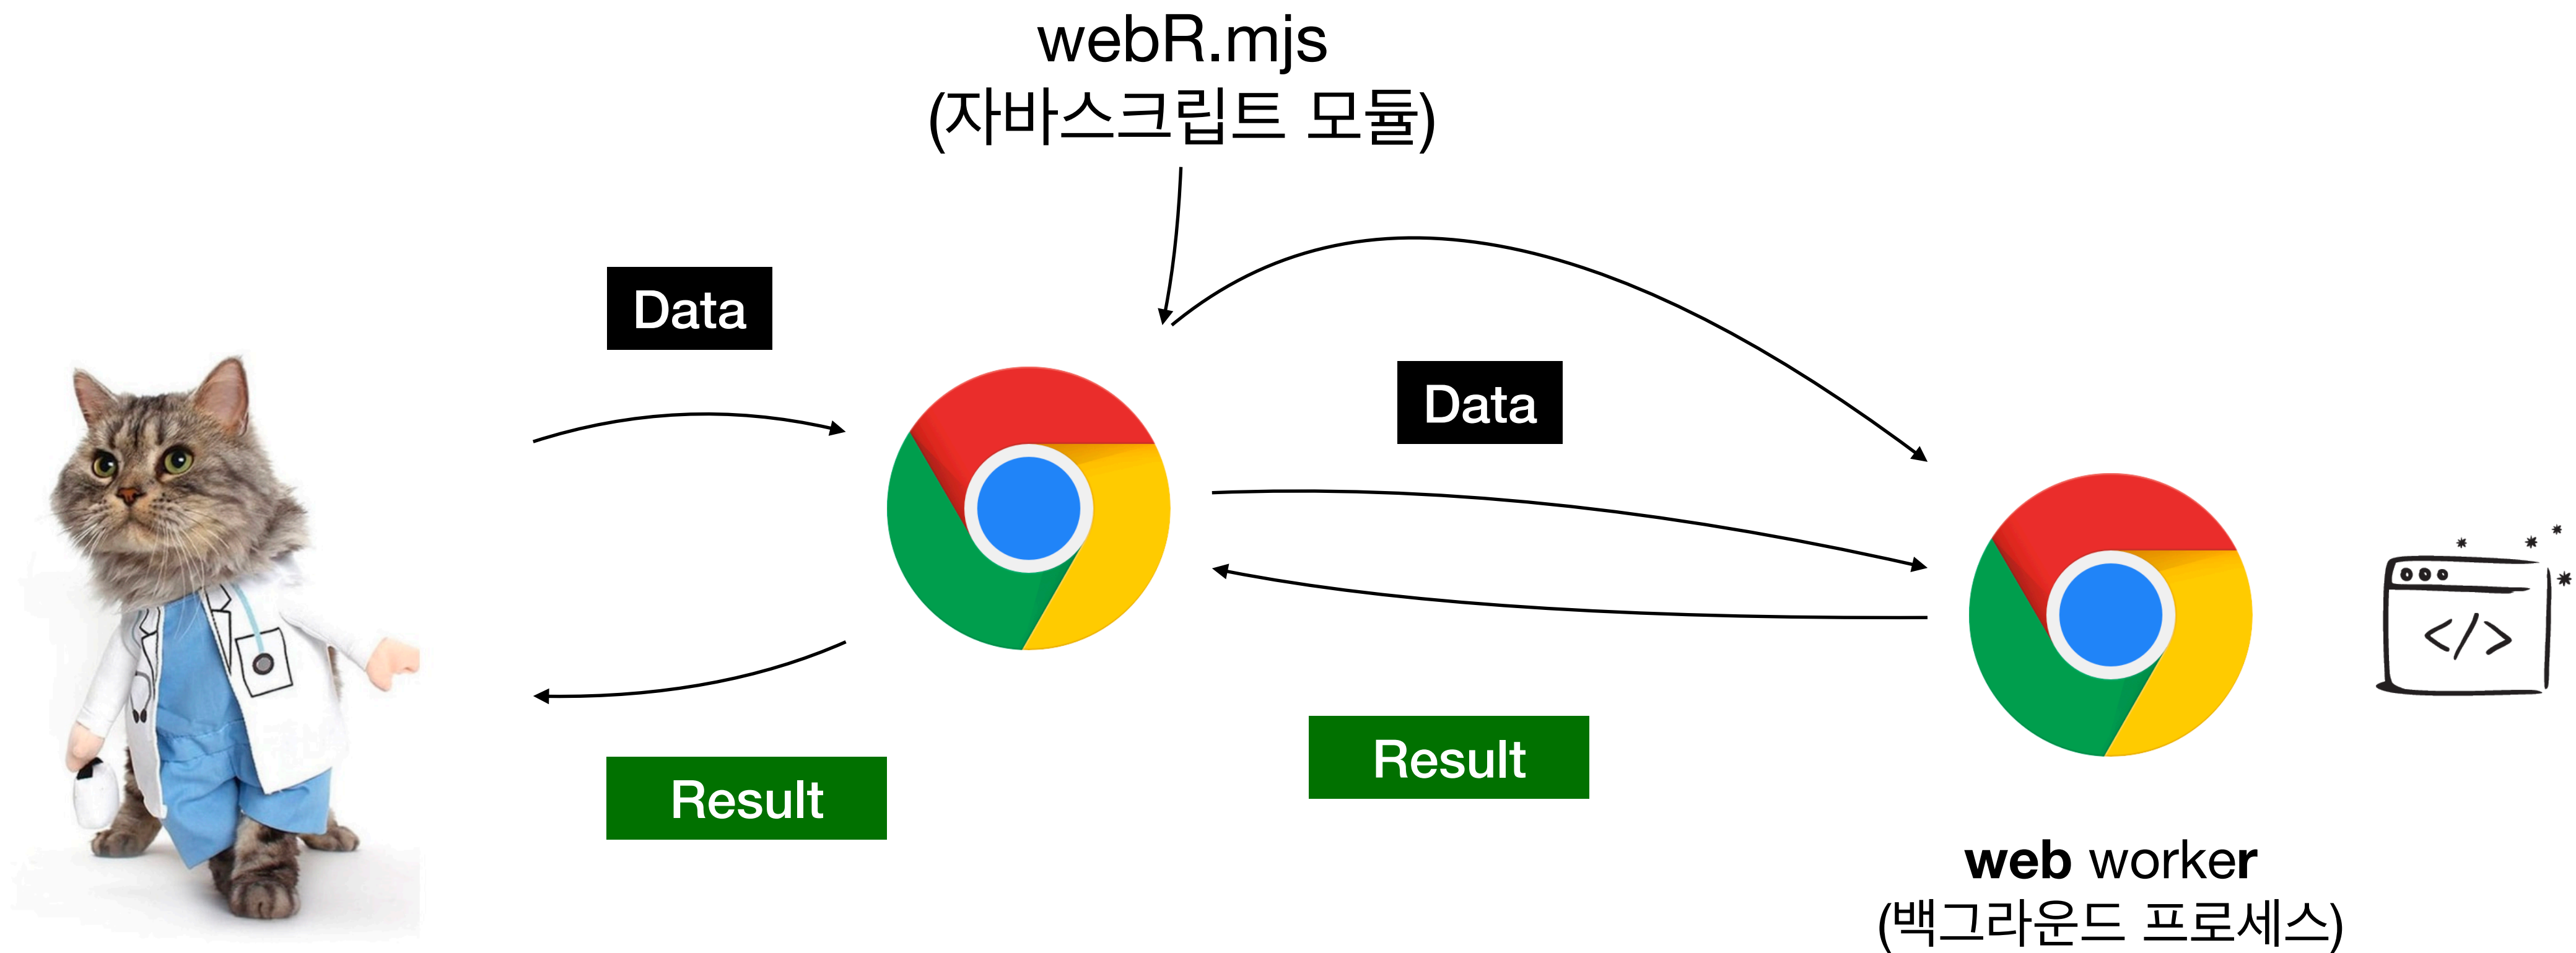 webR.mjs
(자바스크립트 모듈)
Data
Data
</>
Result
Result
web worker
(백그라운드 프로세스)